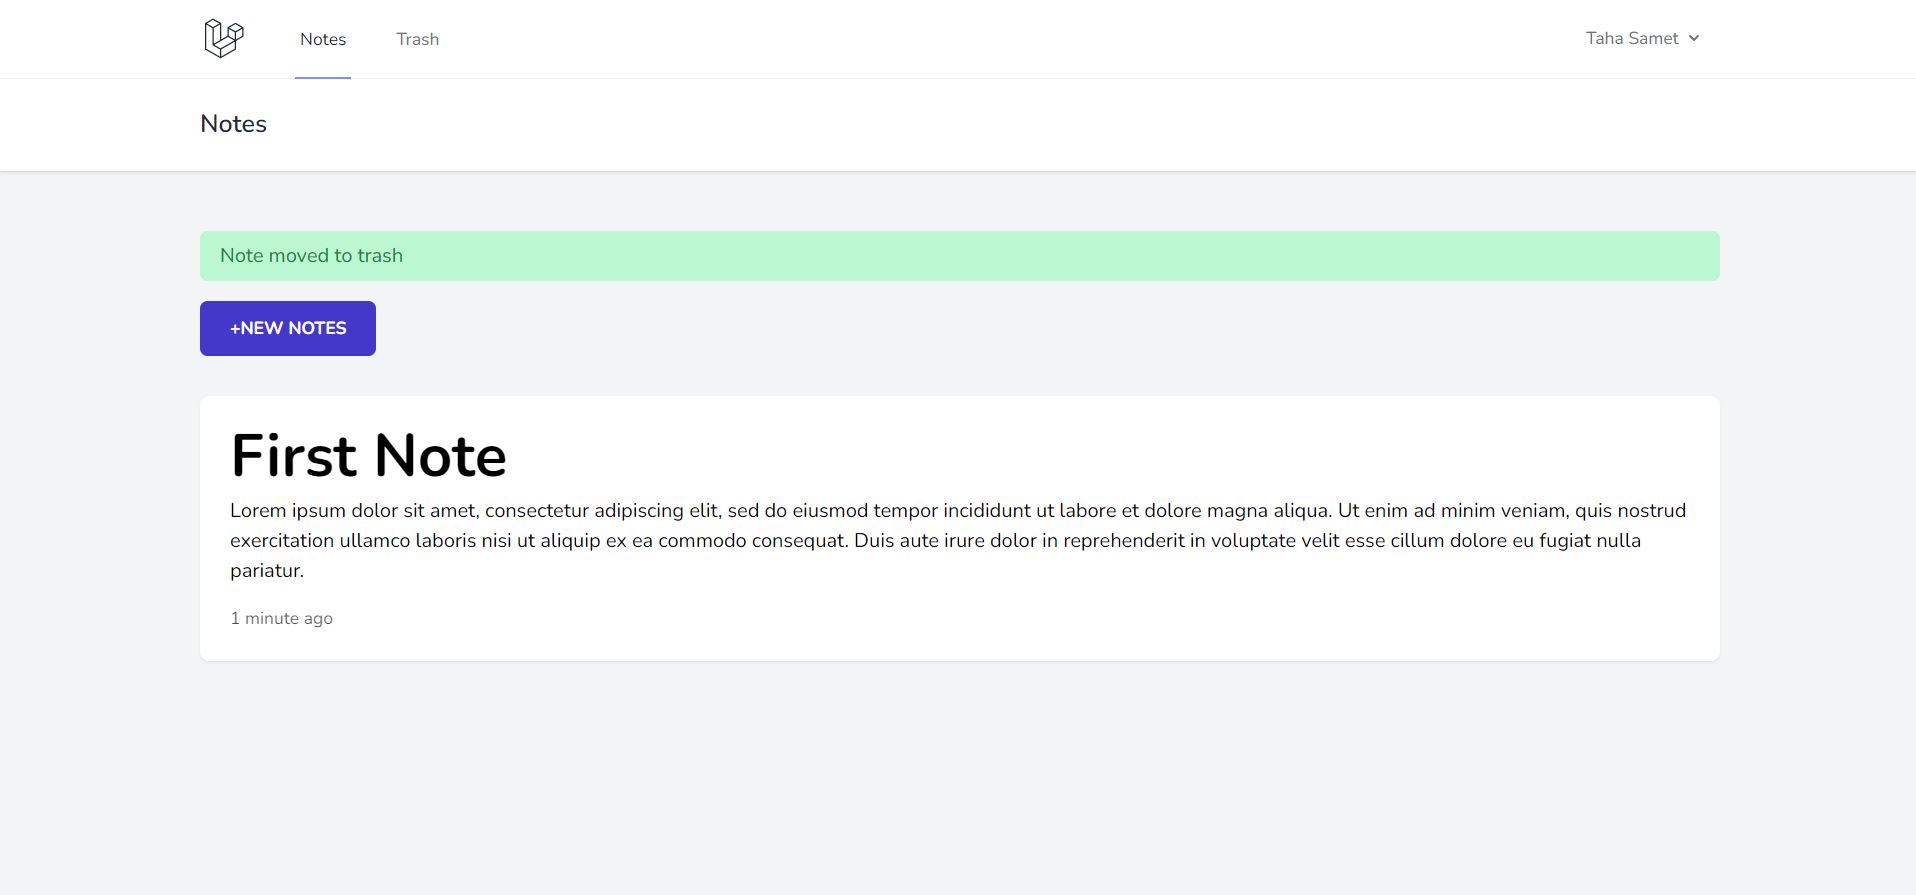 Notes
Trash
Taha Samet
Notes
Note moved to trash
+NEW NOTES
First Note
Lorem ipsum dolor sit amet, consectetur adipiscing elit, sed do eiusmod tempor incididunt ut labore et dolore magna aliqua. Ut enim ad minim veniam, quis nostrud
exercitation ullamco laboris nisi ut aliquip ex ea commodo consequat. Duis aute irure dolor in reprehenderit in voluptate velit esse cillum dolore eu fugiat nulla
pariatur.
1 minute ago